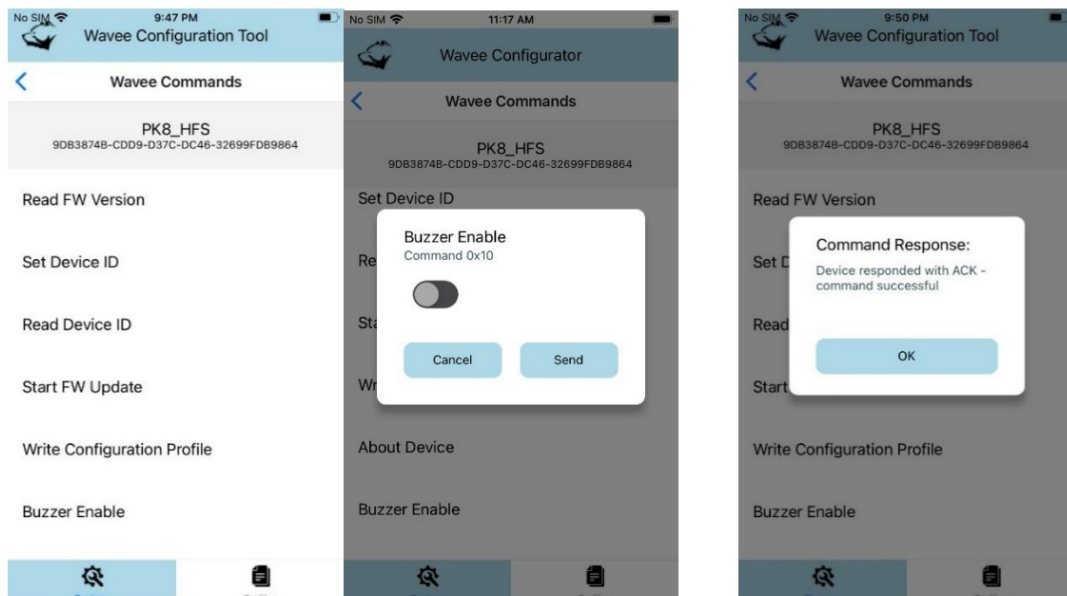 No SIM 9:47 PM
Wavee Configuration Tool
Wavee Commands
PK8_HFS
9DB3874B-CDD9-D37C-DC46-32699FDB9864
Read FW Version
Set Device ID
Read Device ID
Start FW Update
Write Configuration Profile
Buzzer Enable
No SIM 11:17 AM
Wavee Configurator
Wavee Commands
PK8_HFS
9DB3874B-CDD9-D37C-DC46-32699FDB9864
Set Device ID
Re
Buzzer Enable
Command 0x10
Sta
Cancel Send
Wr
About Device
Buzzer Enable
No SIM 9:50 PM
Wavee Configuration Tool
Wavee Commands
PK8_HFS
9DB3874B-CDD9-D37C-DC46-32699FDB9864
Read FW Version
Set D
Command Response:
Device responded with ACK -
command successful
Read
OK
Start
Write Configuration Profile
Buzzer Enable